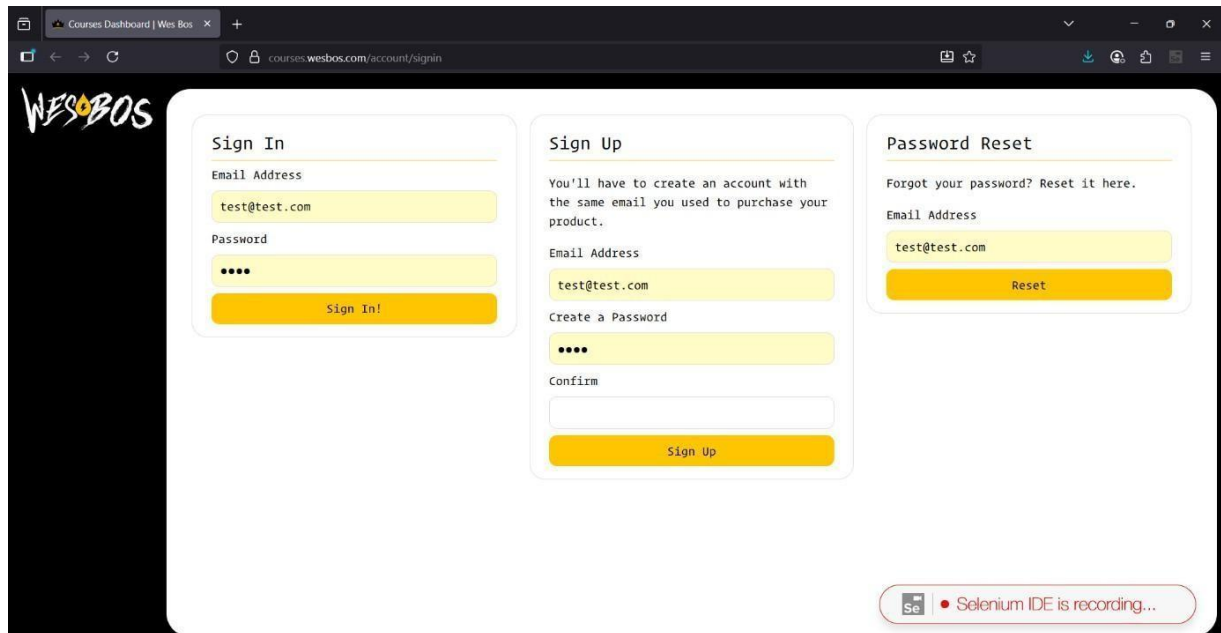 Courses Dashboard | Wes Bos
courses.wesbos.com/account/signin
WES BOS
Sign In
Email Address
test@test.com
Password
Sign In!
Sign Up
You'll have to create an account with
the same email you used to purchase your
product.
Email Address
test@test.com
Create a Password
Confirm
Sign Up
Password Reset
Forgot your password? Reset it here.
Email Address
test@test.com
Reset
Se
Selenium IDE is recording...